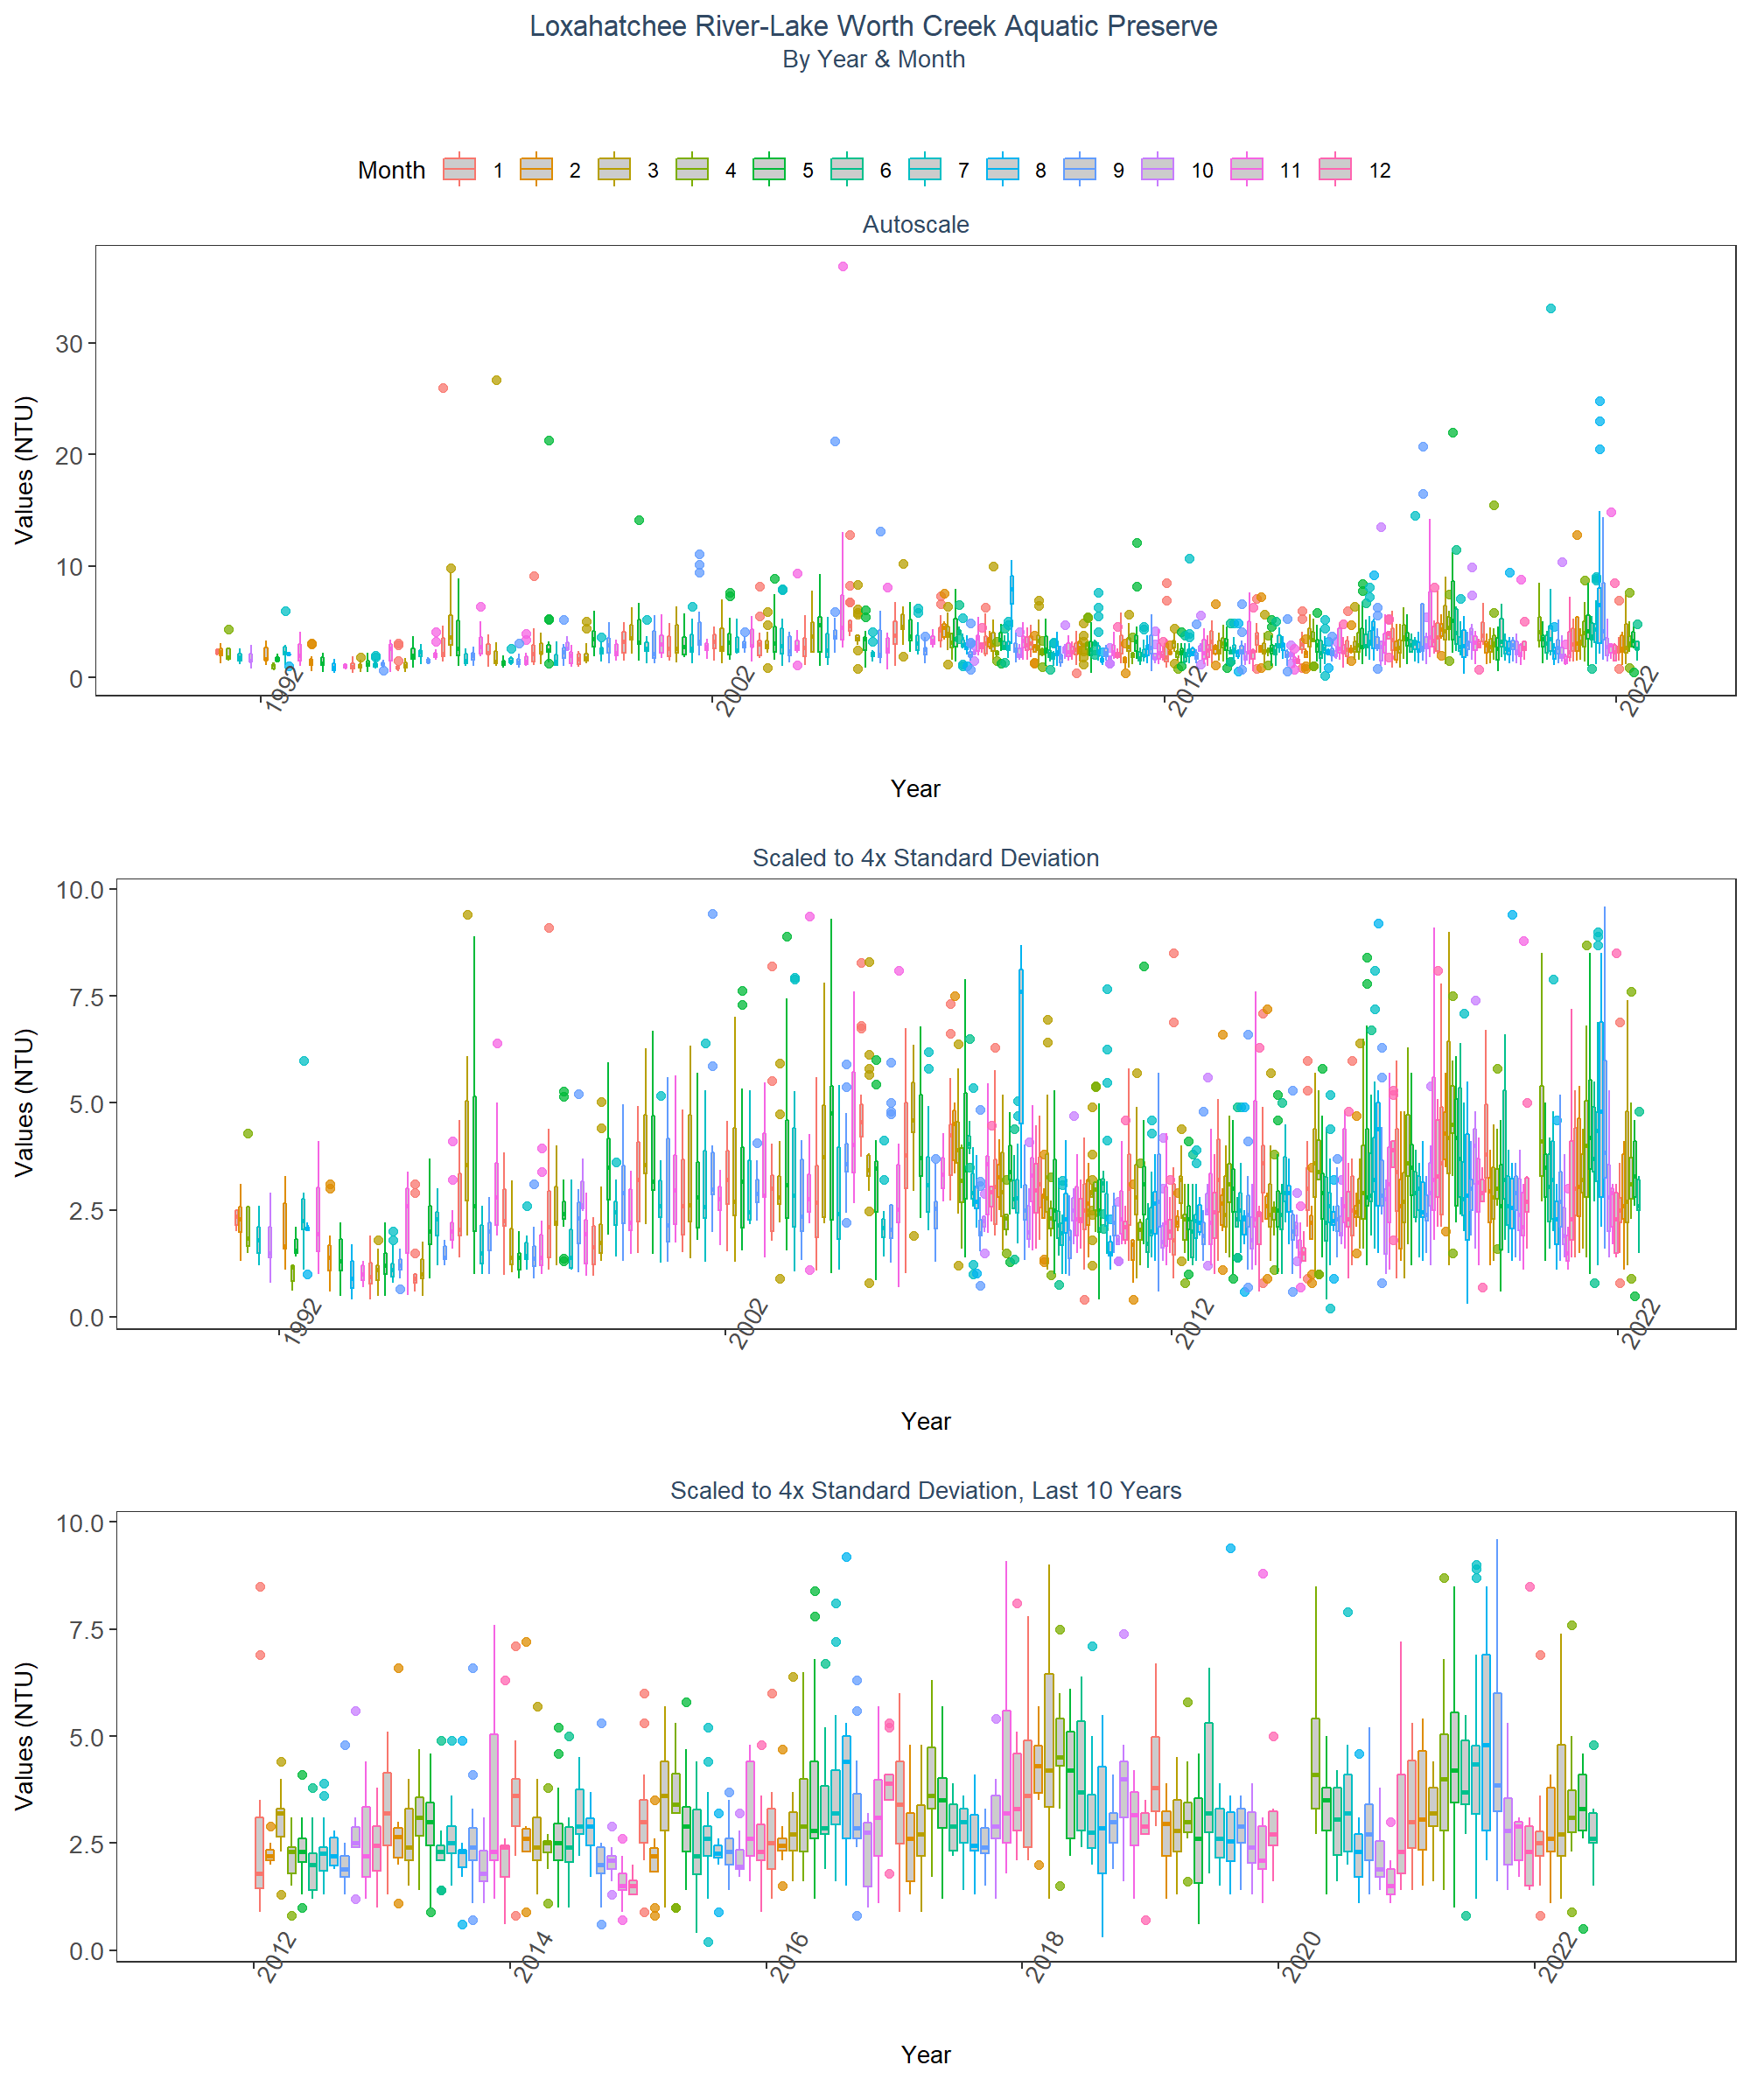 Loxahatchee River-Lake Worth Creek Aquatic Preserve
By Year & Month
Month 1 2 3 4 5 6 7 8 9 10 11 12
Autoscale
Values (NTU)
30
20
10
0
1992 2002 2012 2022
Year
Scaled to 4x Standard Deviation
Values (NTU)
10.0
7.5
5.0
2.5
0.0
1992 2002 2012 2022
Year
Scaled to 4x Standard Deviation, Last 10 Years
Values (NTU)
10.0
7.5
5.0
2.5
0.0
2012 2014 2016 2018 2020 2022
Year